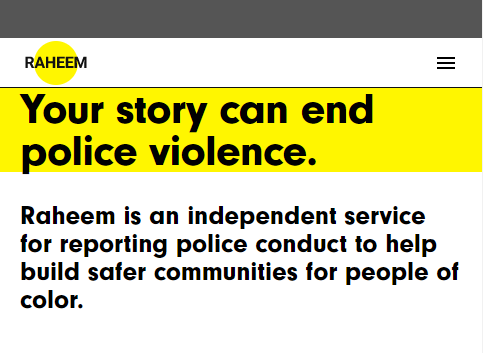 RAHEEM
Your story can end
police violence.
Raheem is an independent service
for reporting police conduct to help
build safer communities for people of
color.